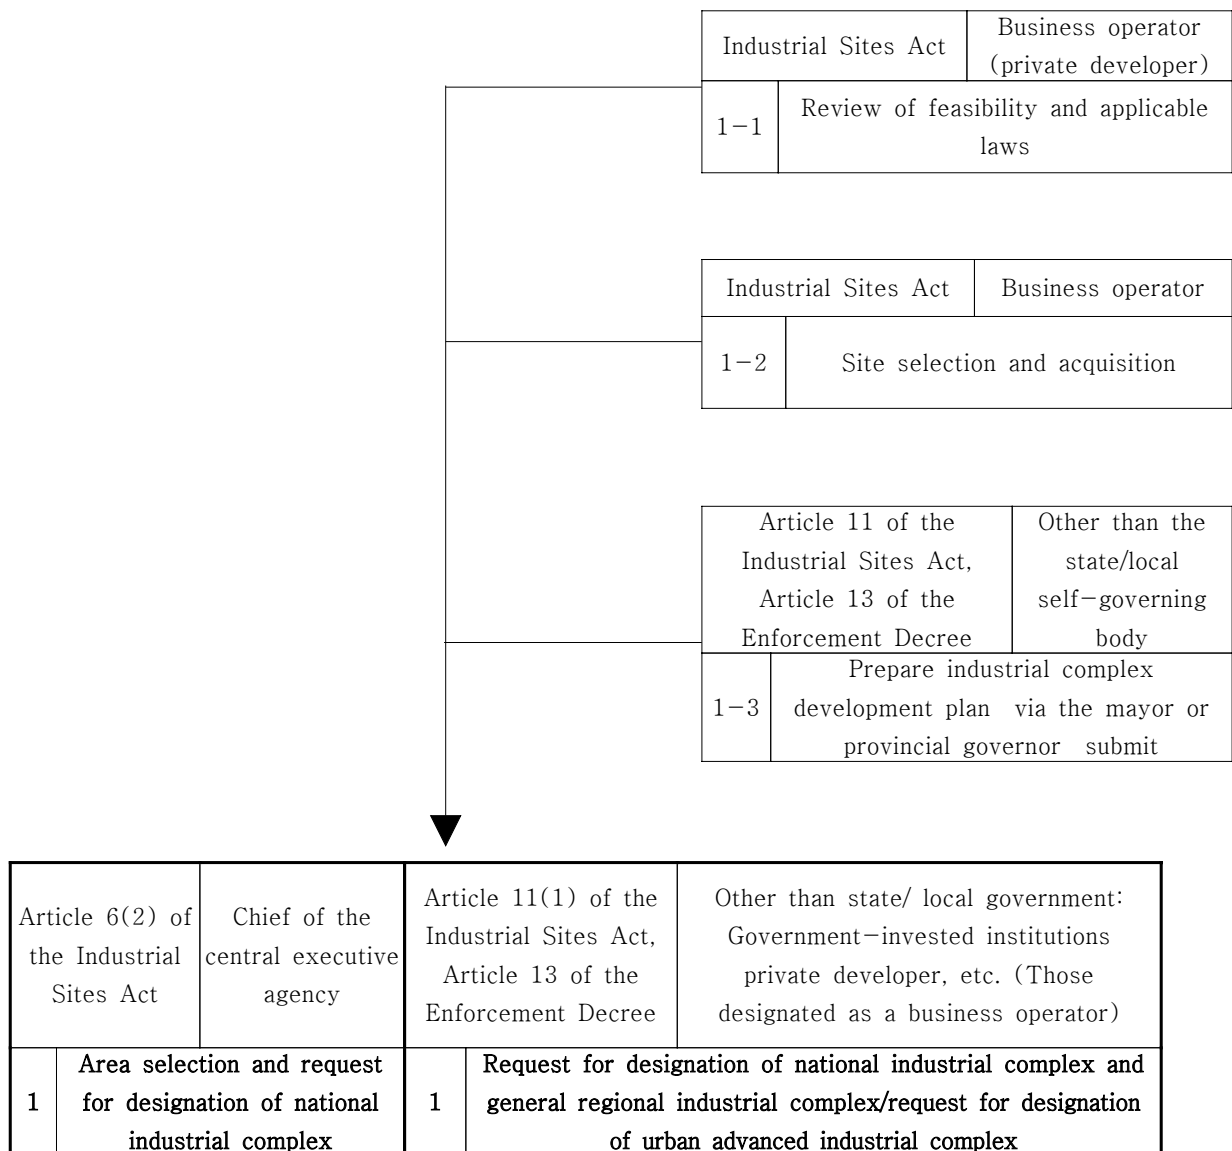 Industrial Sites Act
Business operator
(private developer)
1-1
Review of feasibility and applicable
laws
Industrial Sites Act
Business operator
1-2
Site selection and acquisition
Article 11 of the
Industrial Sites Act,
Article 13 of the
Enforcement Decree
Other than the
state/local
self-governing
body
1-3
Prepare industrial complex
development plan via the mayor or
provincial governor submit
Article 6(2) of
the Industrial
Sites Act
Chief of the
central executive
agency
Article 11(1) of the
Industrial Sites Act,
Article 13 of the
Enforcement Decree
Other than state/ local government:
Government-invested institutions
private developer, etc. (Those
designated as a business operator)
1
Area selection and request
for designation of national
industrial complex
1
Request for designation of national industrial complex and
general regional industrial complex/request for designation
of urban advanced industrial complex